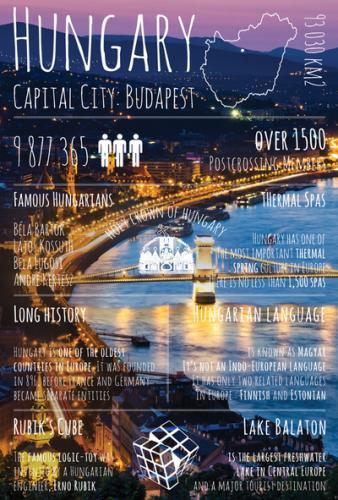 HUNGARY
93 030 KM2
CAPITAL CITY: BUDAPEST
9 877 365
OVER 1500
POSTCROSSING MEMBERS
FAMOUS HUNGARIANS
THERMAL SPAS
BÉLA BARTÓK
LAJOS KOSSUTH
BÉLA LUGOSI
ANDRÉ KERTÉSZ
HOLY CROWN OF HUNGARY
HUNGARY HAS ONE OF
THE MOST IMPORTANT THERMAL
- SPRING CULTURE IN EUROPE
THERE IS NO LESS THAN 1,500 SPAS
LONG HISTORY
HUNGARIAN LANGUAGE
HUNGARY IS ONE OF THE OLDEST
COUNTRIES IN EUROPE. IT WAS FOUNDED
IN 896, BEFORE FRANCE AND GERMANY
BECAME SEPARATE ENTITIES
IS KNOWN AS MAGYAR
IT'S NOT AN INDO-EUROPEAN LANGUAGE
IT HAS ONLY TWO RELATED LANGUAGES
IN EUROPE FINNISH AND ESTONIAN
RUBIK'S CUBE
LAKE BALATON
THE FAMOUS LOGIC-TOY WAS
INVENTED BY A HUNGARIAN
ENGINEER, ERNO RUBIK
IS THE LARGEST FRESHWATER
LAKE IN CENTRAL EUROPE
AND A MAJOR TOURIST DESTINATION